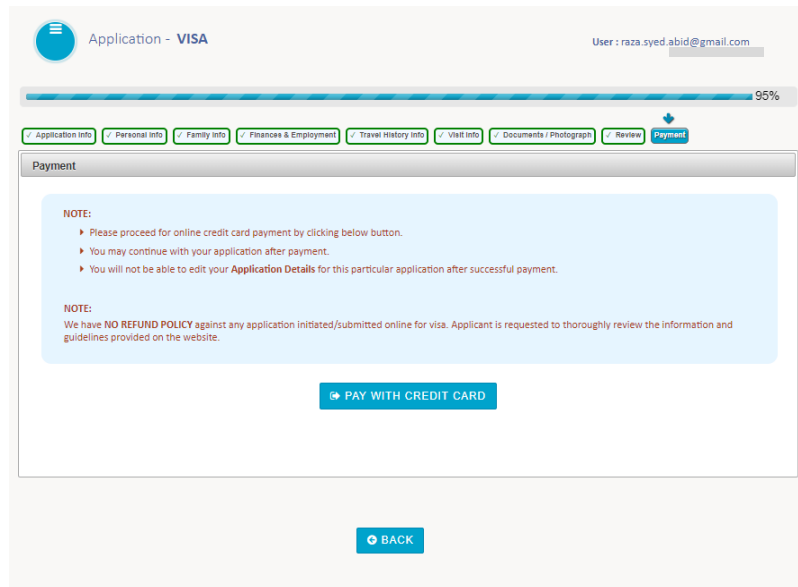 Application - VISA
User : raza.syed.abid@gmail.com
95%
✓ Application Info ✓ Personal Info ✓ Family Info ✓ Finances & Employment ✓ Travel History Info ✓ Visit Info ✓ Documents / Photograph ✓ Review Payment
Payment
NOTE:
Please proceed for online credit card payment by clicking below button.
You may continue with your application after payment.
You will not be able to edit your Application Details for this particular application after successful payment.
NOTE:
We have NO REFUND POLICY against any application initiated/submitted online for visa. Applicant is requested to thoroughly review the information and
guidelines provided on the website.
PAY WITH CREDIT CARD
BACK